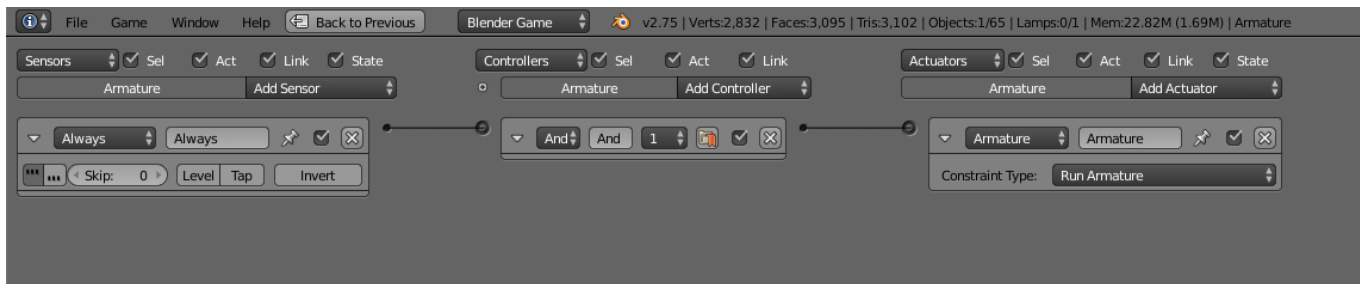 File Game Window Help Back to Previous Blender Game v2.75 | Verts:2,832 | Faces:3,095 | Tris:3,102 | Objects:1/65 | Lamps:0/1 | Mem:22.82M (1.69M) | Armature
Sensors Sel Act Link State Controllers Sel Act Link Actuators Sel Act Link State
Armature Add Sensor Armature Add Controller Armature Add Actuator
Always Always And And 1 Armature Armature
Skip: 0 Level Tap Invert Constraint Type: Run Armature